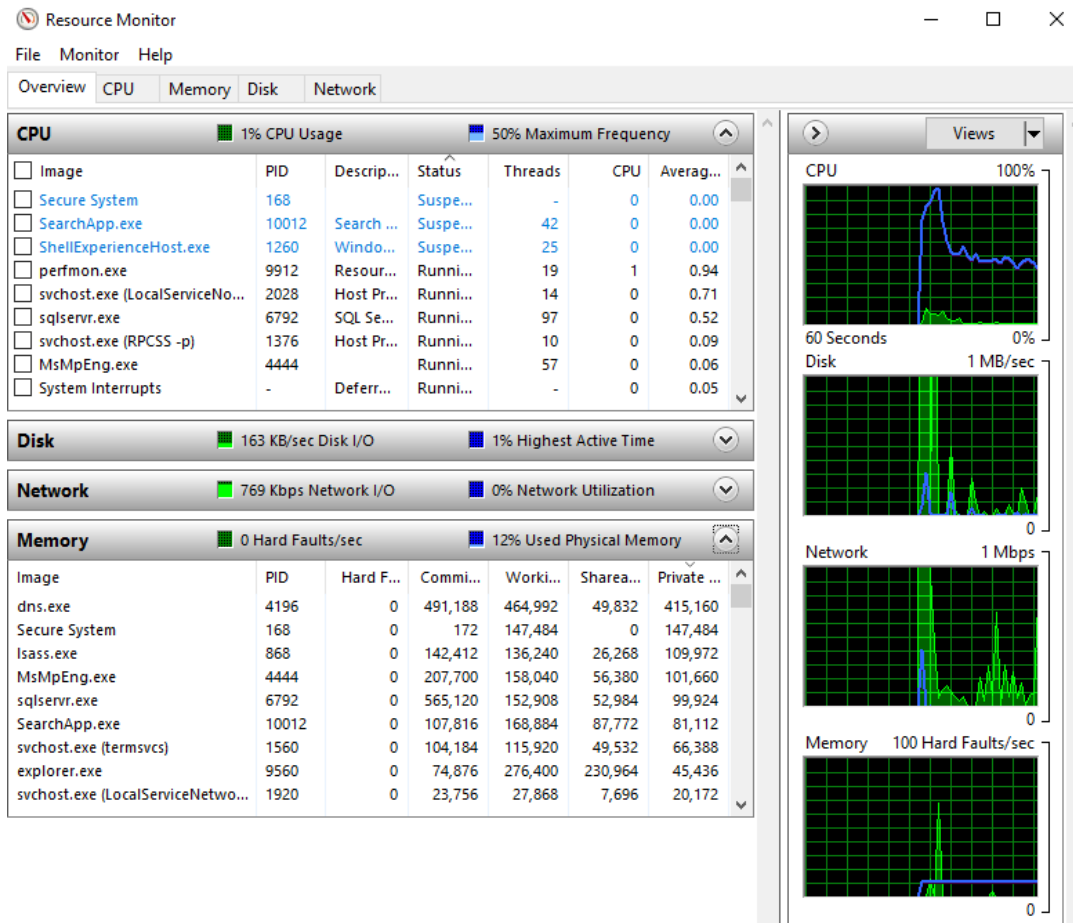 Resource Monitor
File Monitor Help
Overview CPU Memory Disk Network
CPU 1% CPU Usage 50% Maximum Frequency
Image PID Descrip... Status Threads CPU Averag...
Secure System 168 Suspe... - 0 0.00
SearchApp.exe 10012 Search ... Suspe... 42 0 0.00
ShellExperienceHost.exe 1260 Windo... Suspe... 25 0 0.00
perfmon.exe 9912 Resour... Runni... 19 1 0.94
svchost.exe (LocalServiceNo... 2028 Host Pr... Runni... 14 0 0.71
sqlservr.exe 6792 SQL Se... Runni... 97 0 0.52
svchost.exe (RPCSS -p) 1376 Host Pr... Runni... 10 0 0.09
MsMpEng.exe 4444 Runni... 57 0 0.06
System Interrupts - Deferr... Runni... - 0 0.05
Disk 163 KB/sec Disk I/O 1% Highest Active Time
Network 769 Kbps Network I/O 0% Network Utilization
Memory 0 Hard Faults/sec 12% Used Physical Memory
Image PID Hard F... Commi... Worki... Sharea... Private ...
dns.exe 4196 0 491,188 464,992 49,832 415,160
Secure System 168 0 172 147,484 0 147,484
lsass.exe 868 0 142,412 136,240 26,268 109,972
MsMpEng.exe 4444 0 207,700 158,040 56,380 101,660
sqlservr.exe 6792 0 565,120 152,908 52,984 99,924
SearchApp.exe 10012 0 107,816 168,884 87,772 81,112
svchost.exe (termsvcs) 1560 0 104,184 115,920 49,532 66,388
explorer.exe 9560 0 74,876 276,400 230,964 45,436
svchost.exe (LocalServiceNetwo... 1920 0 23,756 27,868 7,696 20,172
Views
CPU 100%
60 Seconds 0%
Disk 1 MB/sec
0
Network 1 Mbps
0
Memory 100 Hard Faults/sec
0